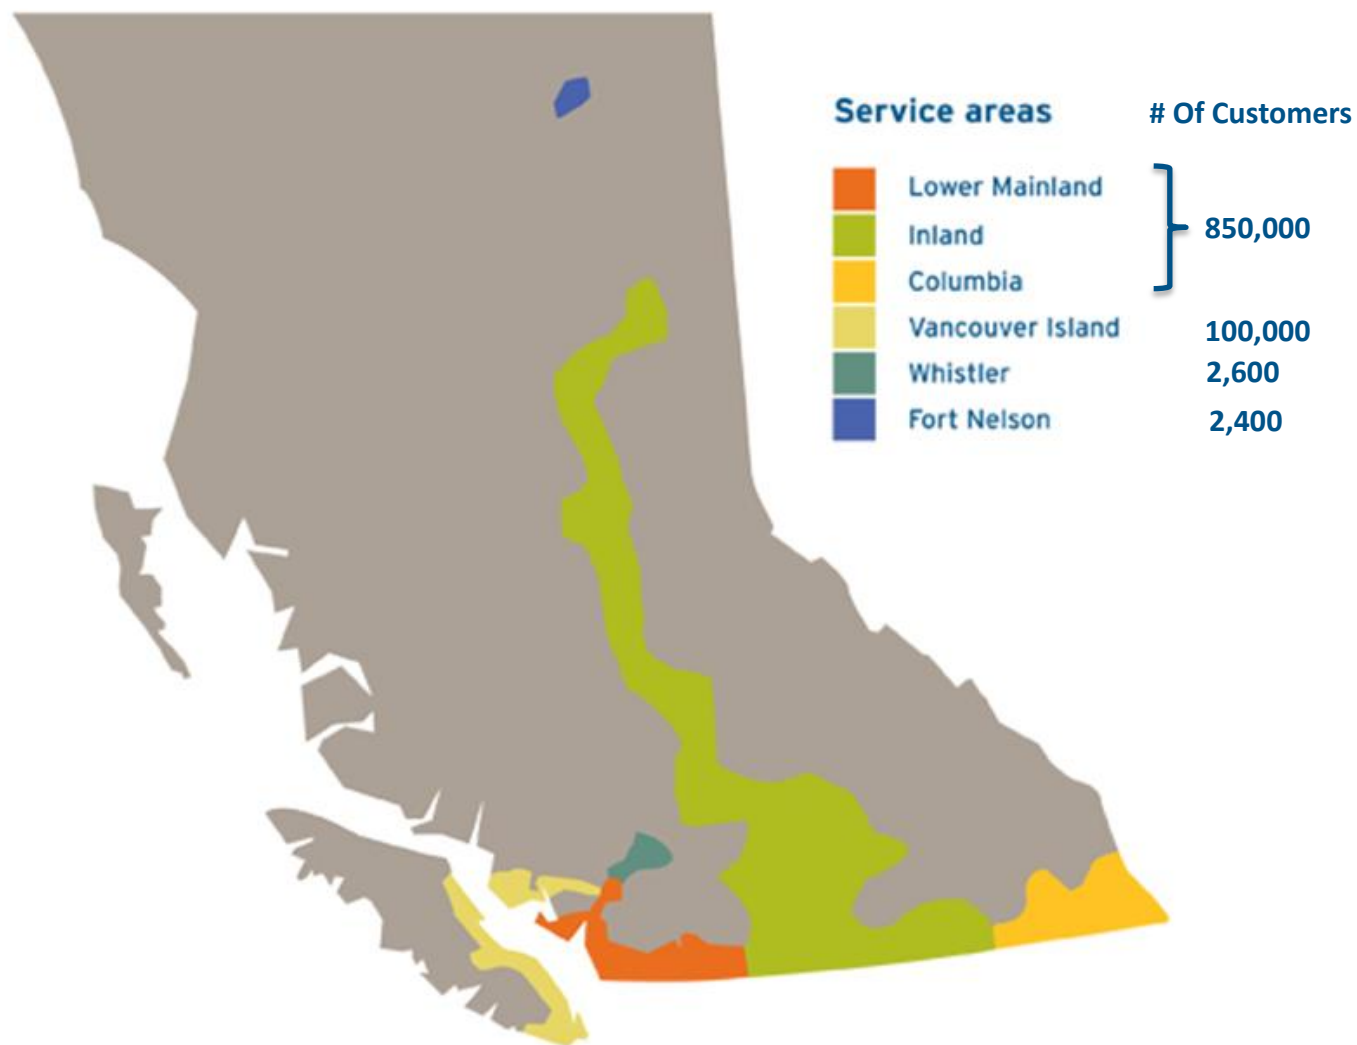 Service areas # Of Customers
Lower Mainland
Inland 850,000
Columbia
Vancouver Island 100,000
Whistler 2,600
Fort Nelson 2,400